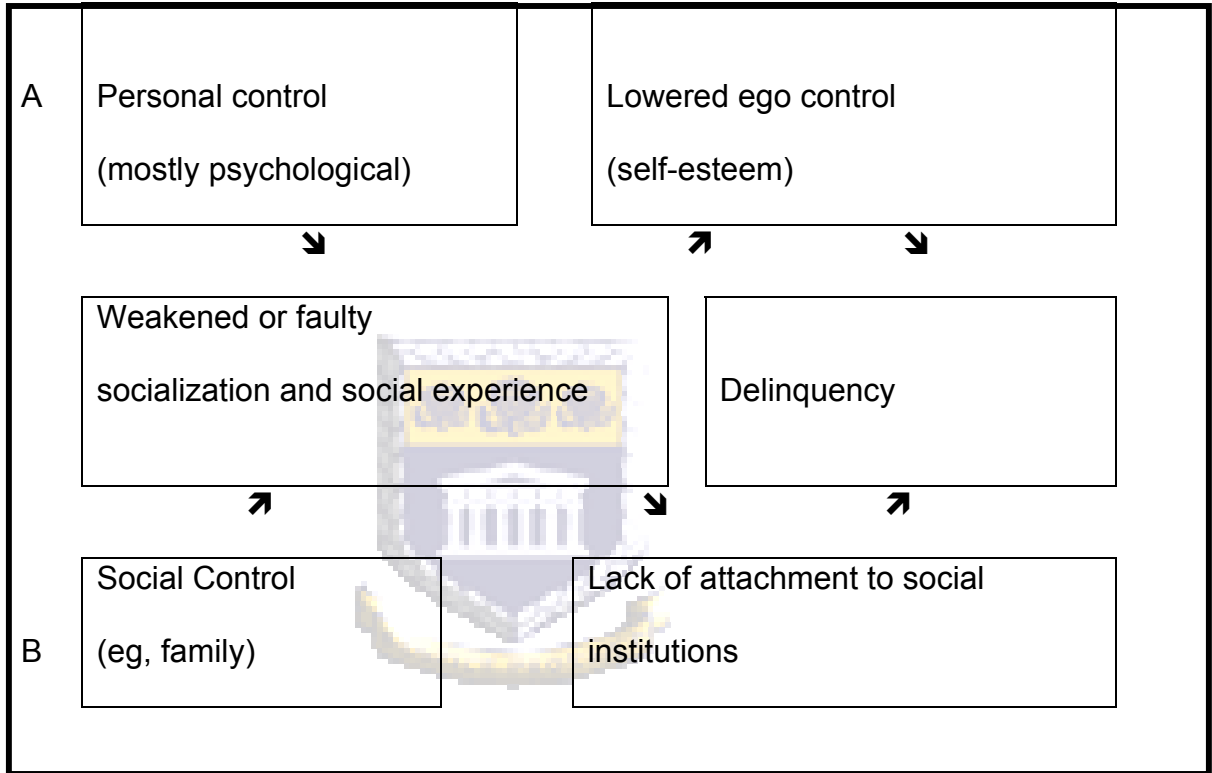 A
Personal control
(mostly psychological)
Lowered ego control
(self-esteem)
Weakened or faulty
socialization and social experience
Delinquency
Social Control
(eg, family)
B
Lack of attachment to social
institutions